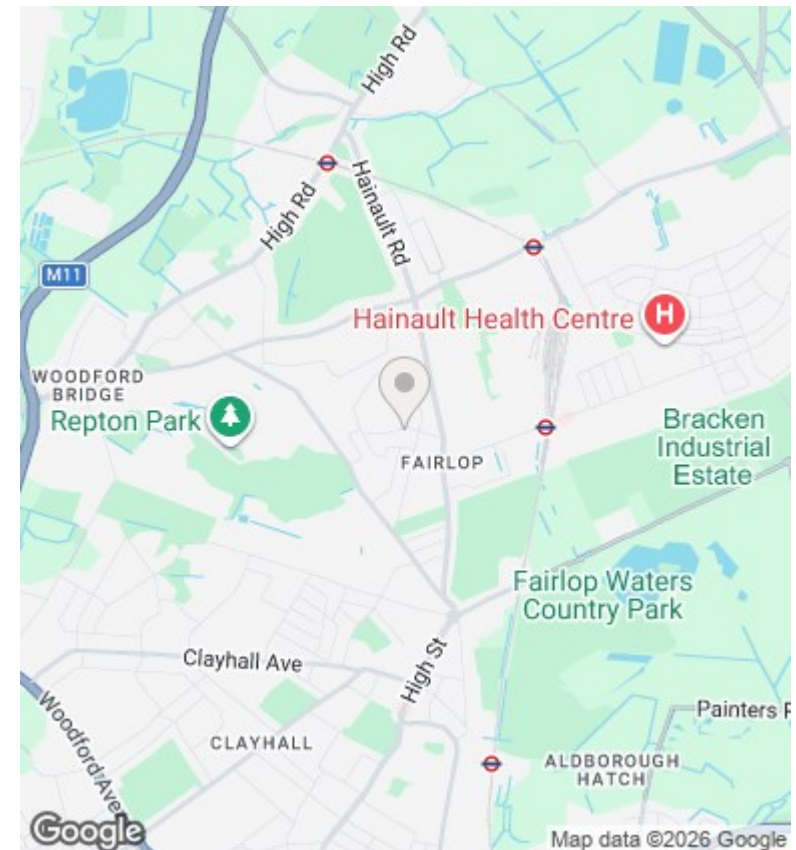 High Rd
High Rd
Hainault Rd
M11
Hainault Health Centre
H
WOODFORD
BRIDGE
Repton Park
Bracken
Industrial
Estate
FAIRLOP
Fairlop Waters
Country Park
High St
Clayhall Ave
Woodford Ave
CLAYHALL
Painters R
ALDBOROUGH
HATCH
Google
Map data ©2026 Google